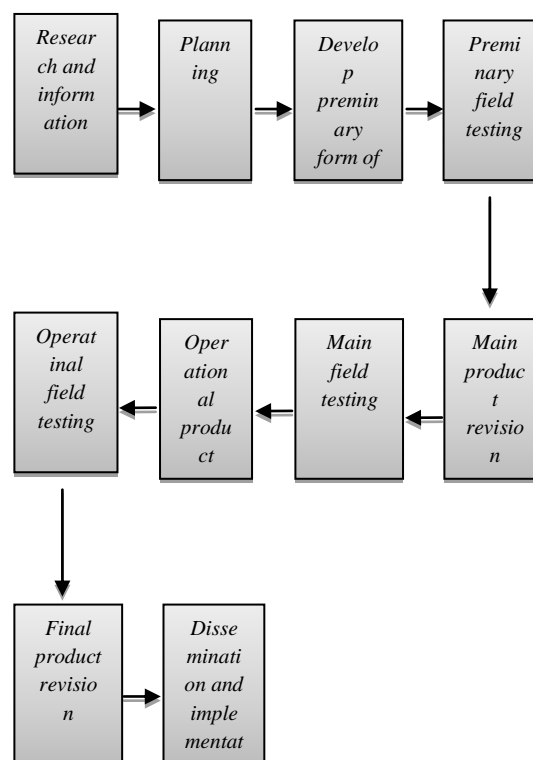 Resear
ch and
inform
ation
Plann
ing
Develo
p
premin
ary
form of
Premi
nary
field
testing
Main
produc
t
revisio
n
Main
field
testing
Oper
ation
al
produ
ct
Operat
inal
field
testing
Final
product
revisio
n
Disse
minati
on and
imple
mentat